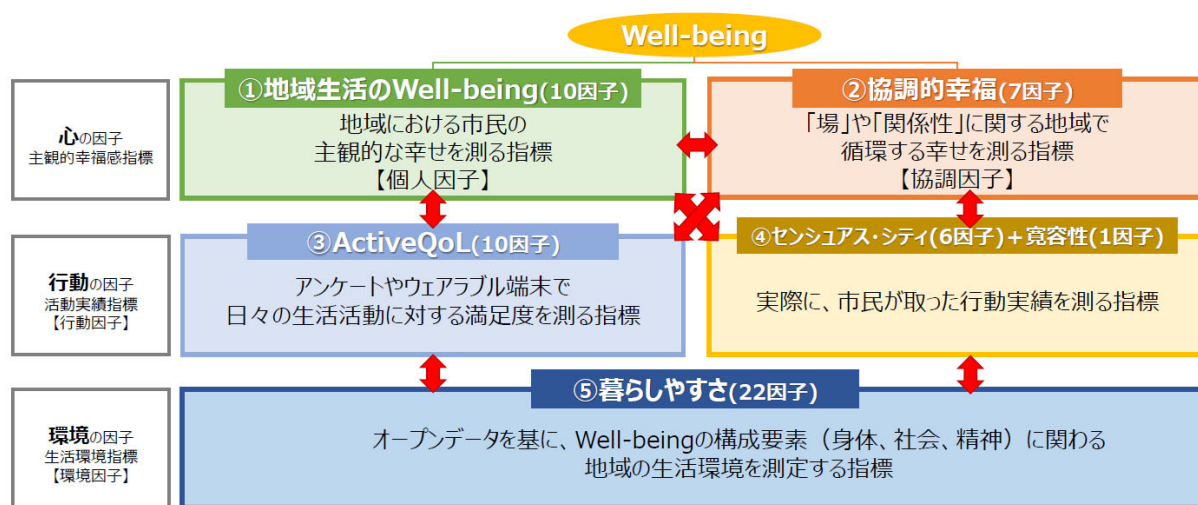 Well-being
①地域生活のWell-being(10因子)
地域における市民の
主観的な幸せを測る指標
【個人因子】
②協調的幸福(7因子)
「場」や「関係性」に関する地域で
循環する幸せを測る指標
【協調因子】
心の因子
主観的幸福感指標
③ActiveQoL(10因子)
アンケートやウェアラブル端末で
日々の生活活動に対する満足度を測る指標
④センシュアス・シティ(6因子)＋寛容性(1因子)
実際に、市民が取った行動実績を測る指標
行動の因子
活動実績指標
【行動因子】
⑤暮らしやすさ(22因子)
オープンデータを基に、Well-beingの構成要素（身体、社会、精神）に関わる
地域の生活環境を測定する指標
環境の因子
生活環境指標
【環境因子】